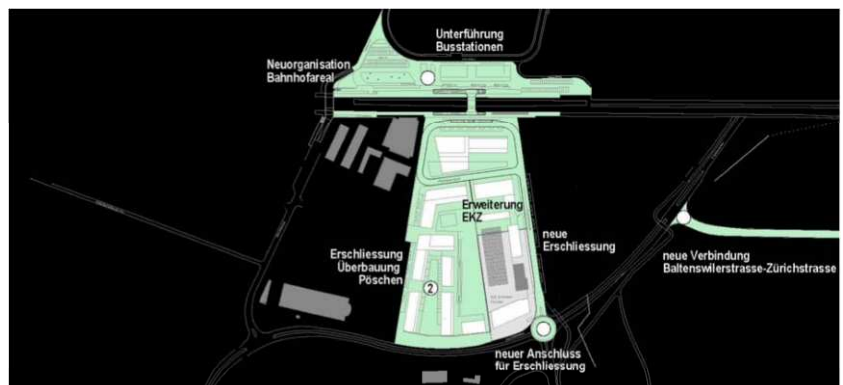 Unterführung
Busstationen
Neuorganisation
Bahnhofareal
Erweiterung
EKZ
neue
Erschliessung
Erschliessung
Überbauung
Pöschen
2
neue Verbindung
Baltenswilerstrasse-Zürichstrasse
neuer Anschluss
für Erschliessung